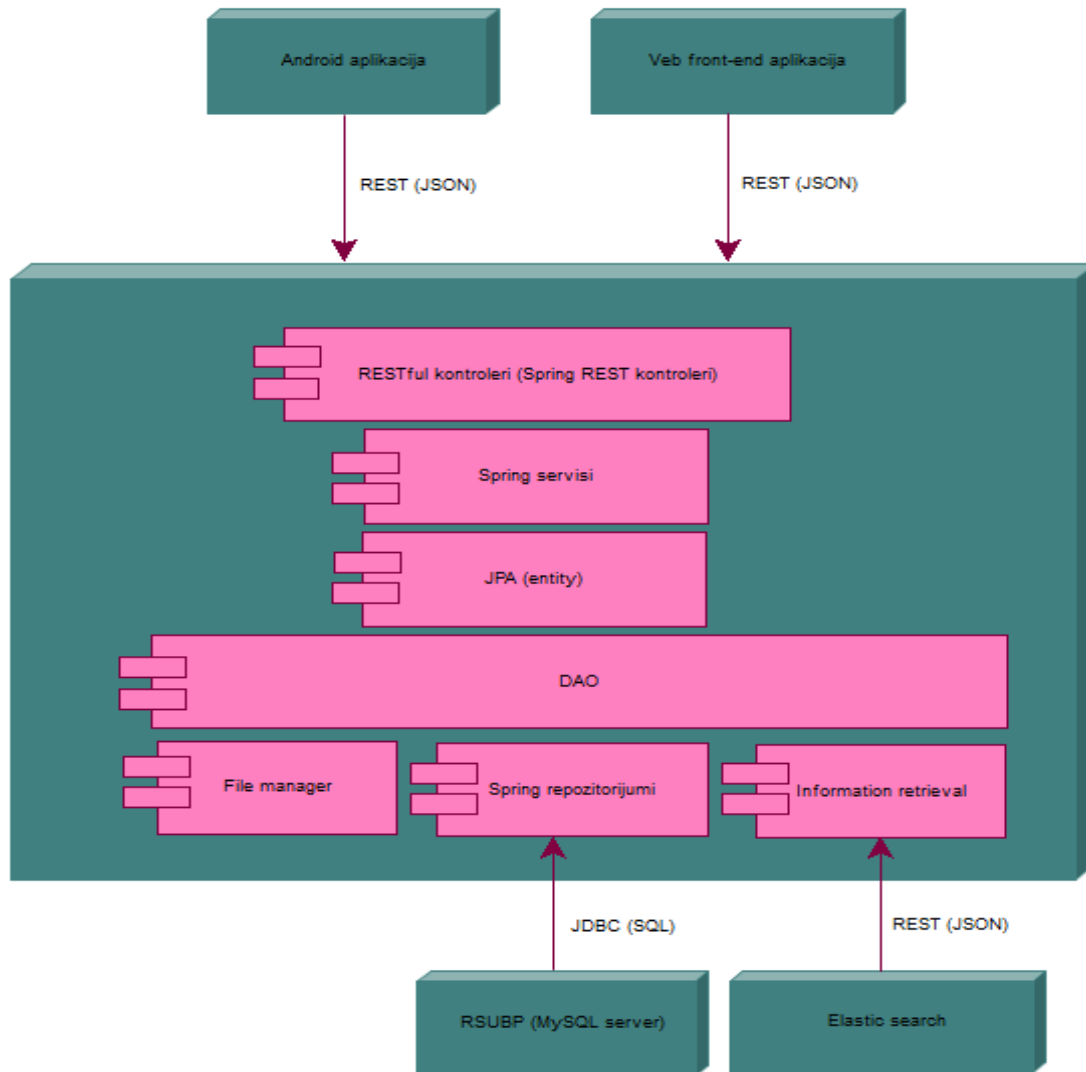 Android aplikacija
Veb front-end aplikacija
REST (JSON)
REST (JSON)
RESTful kontroleri (Spring REST kontroleri)
Spring servisi
JPA (entity)
DAO
File manager
Spring repozitorijumi
Information retrieval
JDBC (SQL)
REST (JSON)
RSUBP (MySQL server)
Elastic search